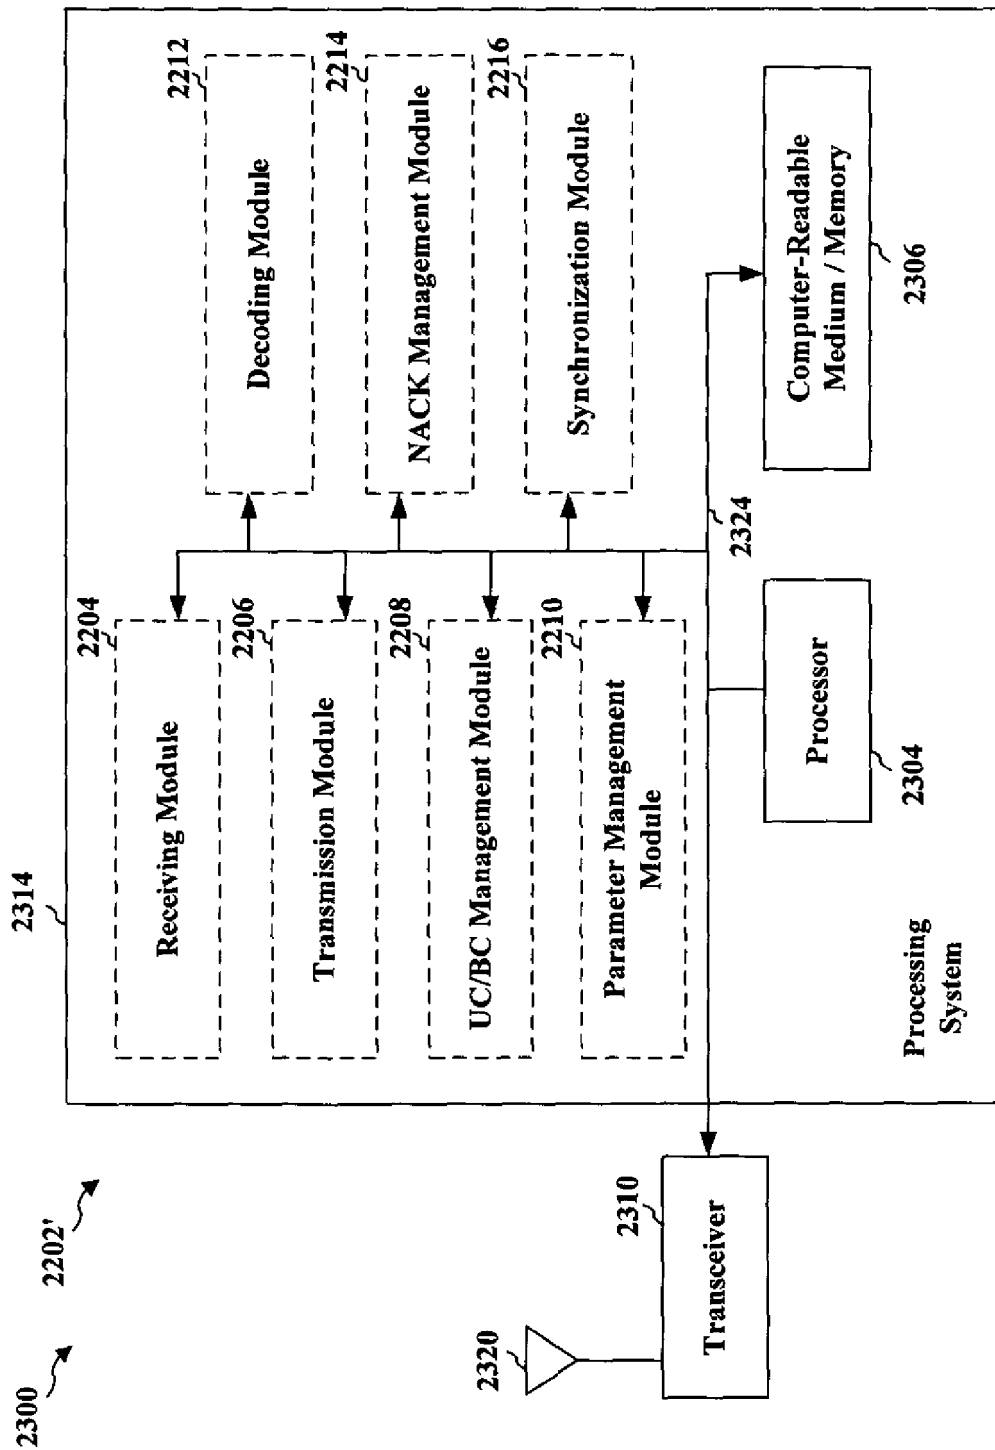 2300
2202'
2314
2204
Receiving Module
2206
Transmission Module
2208
UC/BC Management Module
2210
Parameter Management
Module
2212
Decoding Module
2214
NACK Management Module
2216
Synchronization Module
2324
2320
2310
Transceiver
Processing
System
Processor
2304
Computer-Readable
Medium / Memory
2306